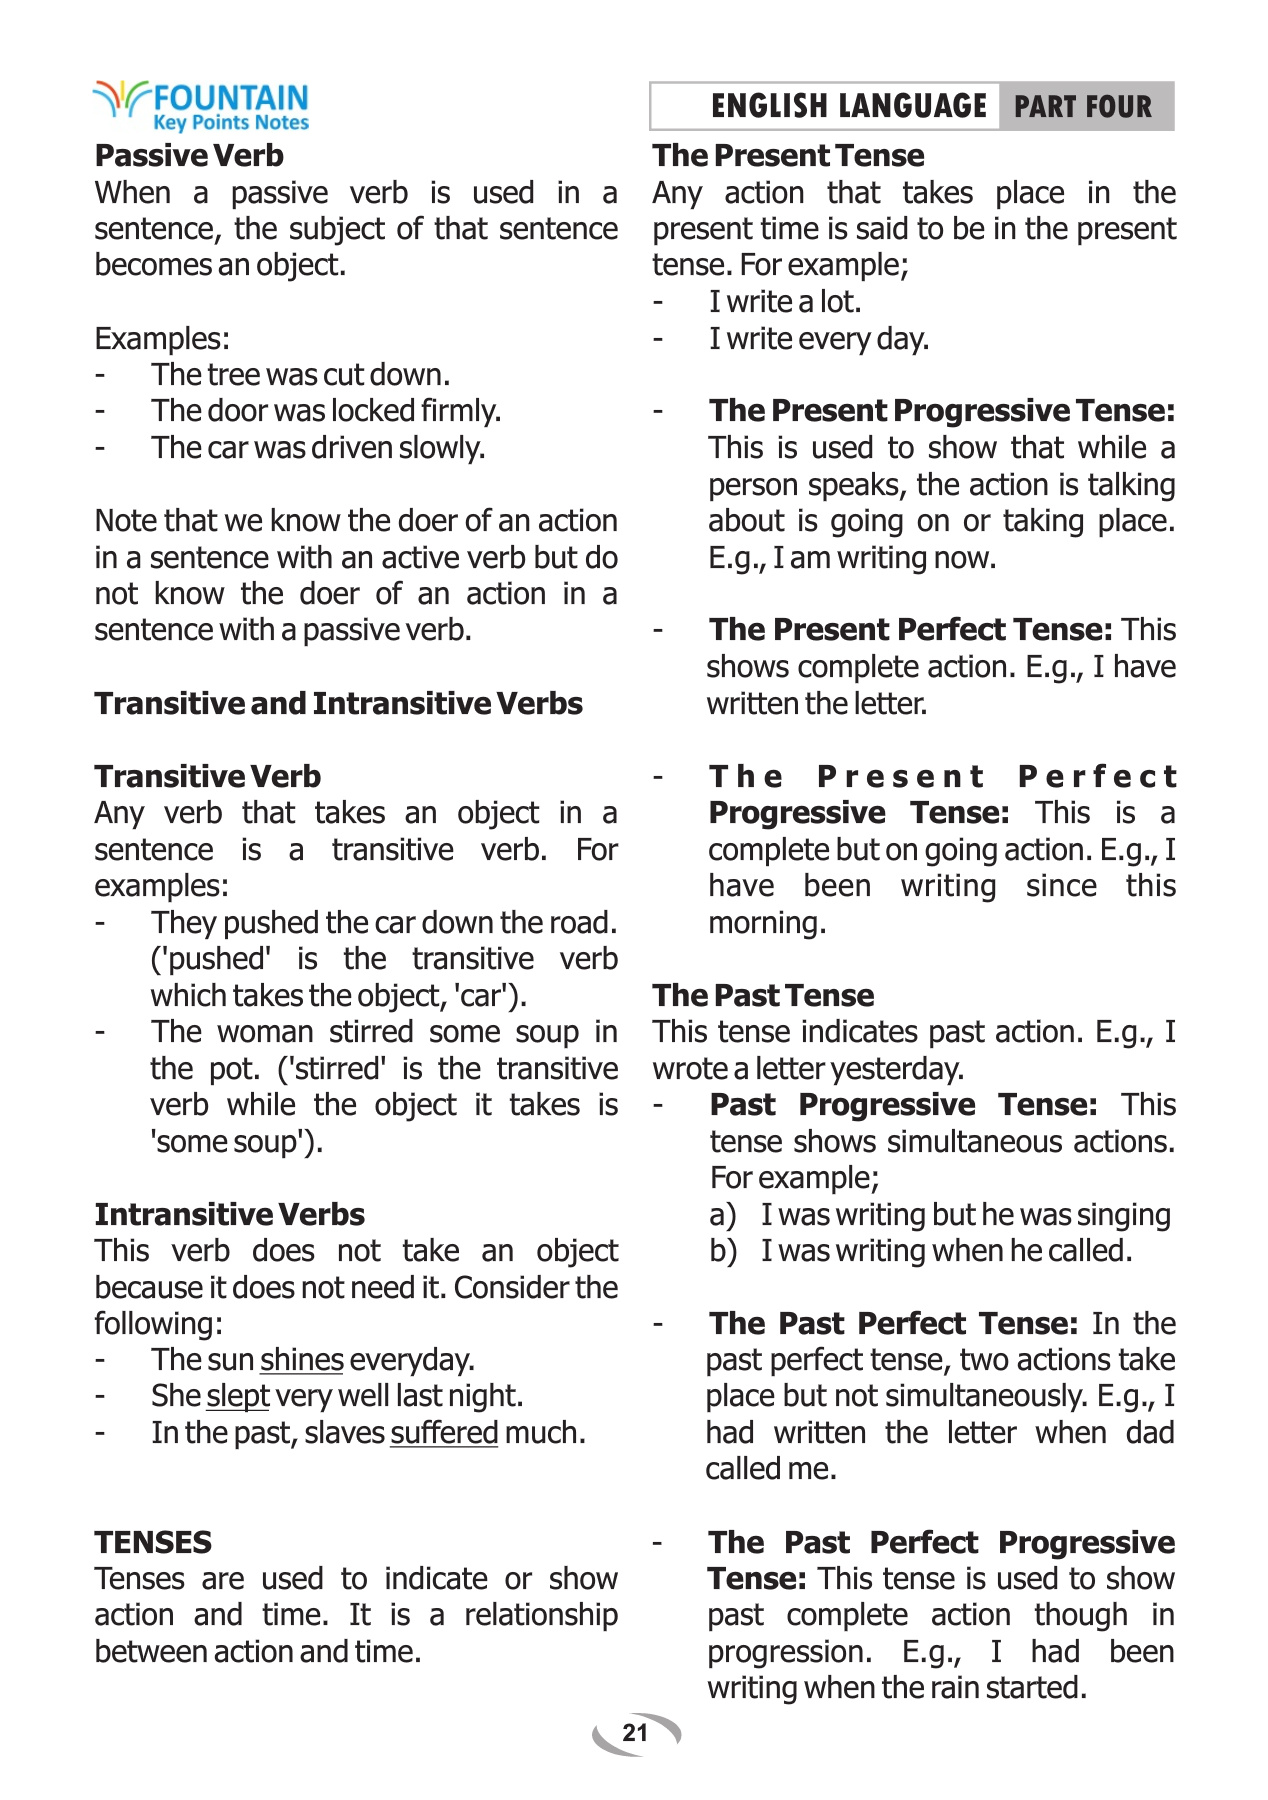 FOUNTAIN
Key Points Notes
ENGLISH LANGUAGE PART FOUR
Passive Verb
When a passive verb is used in a
sentence, the subject of that sentence
becomes an object.
Examples:
- The tree was cut down.
- The door was locked firmly.
- The car was driven slowly.
Note that we know the doer of an action
in a sentence with an active verb but do
not know the doer of an action in a
sentence with a passive verb.
Transitive and Intransitive Verbs
Transitive Verb
Any verb that takes an object in a
sentence is a transitive verb. For
examples:
- They pushed the car down the road.
('pushed' is the transitive verb
which takes the object, 'car').
- The woman stirred some soup in
the pot. ('stirred' is the transitive
verb while the object it takes is
'some soup').
Intransitive Verbs
This verb does not take an object
because it does not need it. Consider the
following:
- The sun shines everyday.
- She slept very well last night.
- In the past, slaves suffered much.
TENSES
Tenses are used to indicate or show
action and time. It is a relationship
between action and time.
The Present Tense
Any action that takes place in the
present time is said to be in the present
tense. For example;
- I write a lot.
- I write every day.
- The Present Progressive Tense:
This is used to show that while a
person speaks, the action is talking
about is going on or taking place.
E.g., I am writing now.
- The Present Perfect Tense: This
shows complete action. E.g., I have
written the letter.
- The Present Perfect
Progressive Tense: This is a
complete but on going action. E.g., I
have been writing since this
morning.
The Past Tense
This tense indicates past action. E.g., I
wrote a letter yesterday.
- Past Progressive Tense: This
tense shows simultaneous actions.
For example;
a) I was writing but he was singing
b) I was writing when he called.
- The Past Perfect Tense: In the
past perfect tense, two actions take
place but not simultaneously. E.g., I
had written the letter when dad
called me.
- The Past Perfect Progressive
Tense: This tense is used to show
past complete action though in
progression. E.g., I had been
writing when the rain started.
21